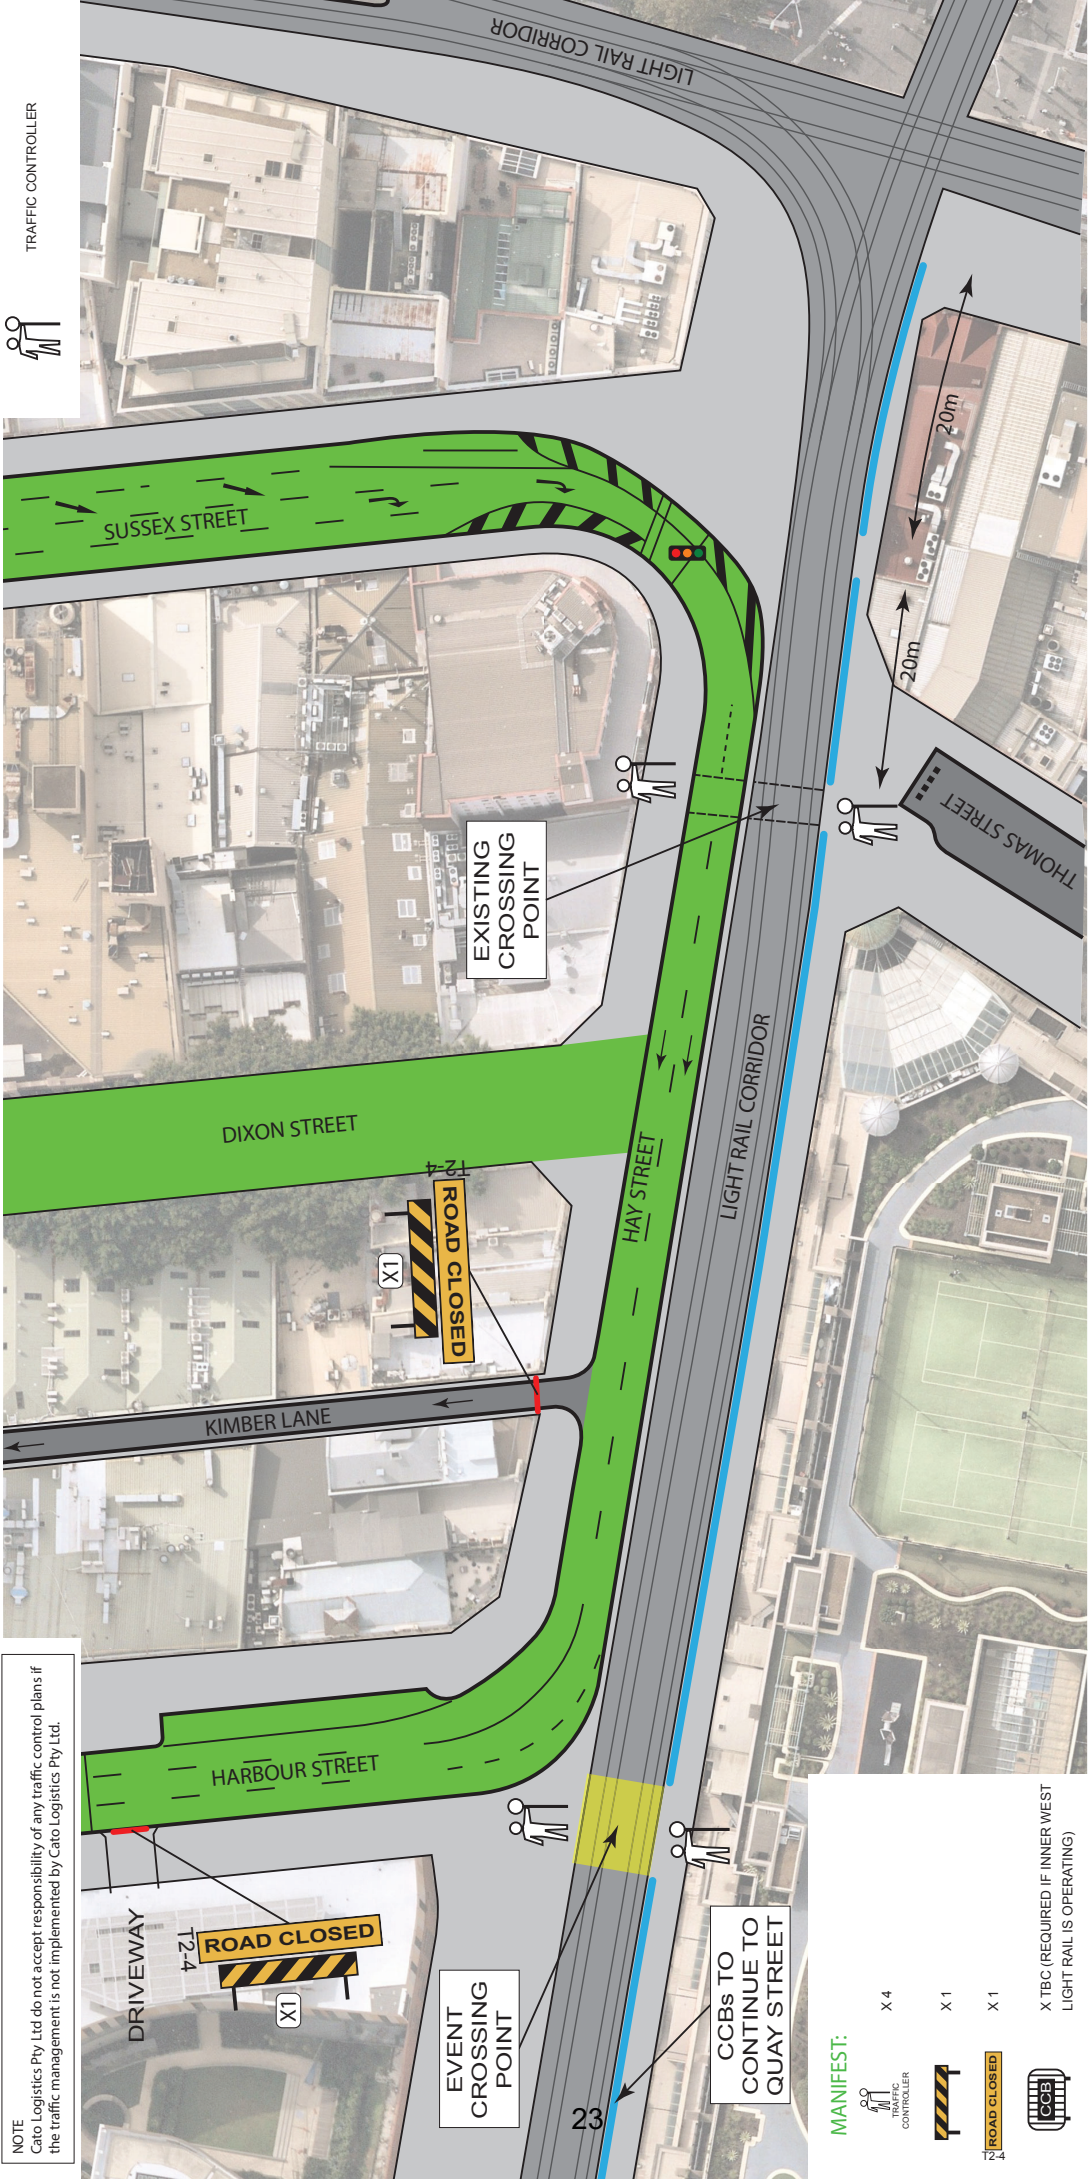 TRAFFIC CONTROLLER
LIGHT RAIL CORRIDOR
SUSSEX STREET
20m
20m
THOMAS STREET
EXISTING
CROSSING
POINT
DIXON STREET
HAY STREET
LIGHT RAIL CORRIDOR
T2-4
ROAD CLOSED
X1
KIMBER LANE
HARBOUR STREET
NOTE
Cato Logistics Pty Ltd do not accept responsibility of any traffic control plans if
the traffic management is not implemented by Cato Logistics Pty Ltd.
DRIVEWAY
T2-4
ROAD CLOSED
X1
EVENT
CROSSING
POINT
CCBs TO
CONTINUE TO
QUAY STREET
23
MANIFEST:
TRAFFIC
CONTROLLER
X 4
X 1
ROAD CLOSED
T2-4
X 1
CCB
X TBC (REQUIRED IF INNER WEST
LIGHT RAIL IS OPERATING)